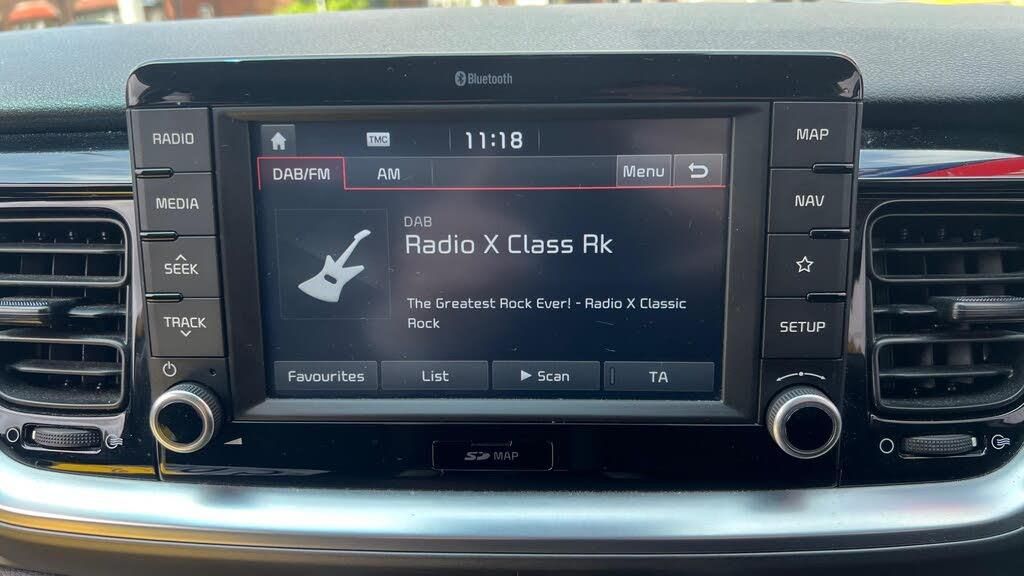 Bluetooth
RADIO
MEDIA
SEEK
TRACK
TMC
11:18
DAB/FM
AM
Menu
DAB
Radio X Class Rk
The Greatest Rock Ever! - Radio X Classic
Rock
Favourites
List
Scan
TA
MAP
NAV
SETUP
SD MAP